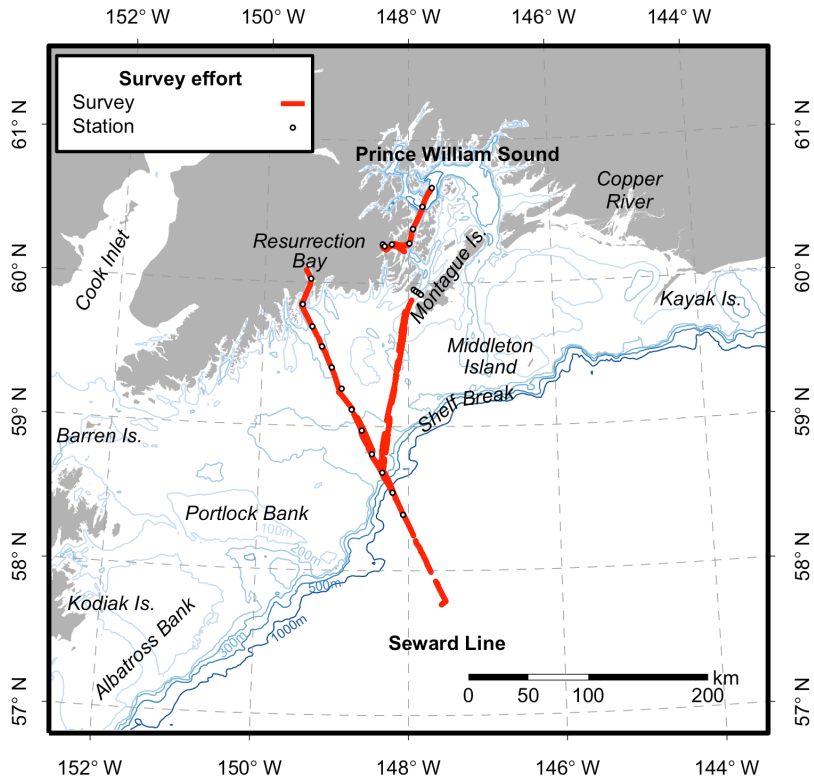 152° W 150° W 148° W 146° W 144° W
Survey effort
Survey
Station
61° N
61° N
Prince William Sound
Copper
River
Resurrection
Bay
Cook Inlet
Montague Is.
60° N
60° N
Kayak Is.
Middleton
Island
Shelf Break
59° N
59° N
Barren Is.
Portlock Bank
100m
200m
58° N
58° N
500m
Kodiak Is.
Albatross Bank
300m
1000m
Seward Line
km
0 50 100 200
57° N
57° N
152° W 150° W 148° W 146° W 144° W